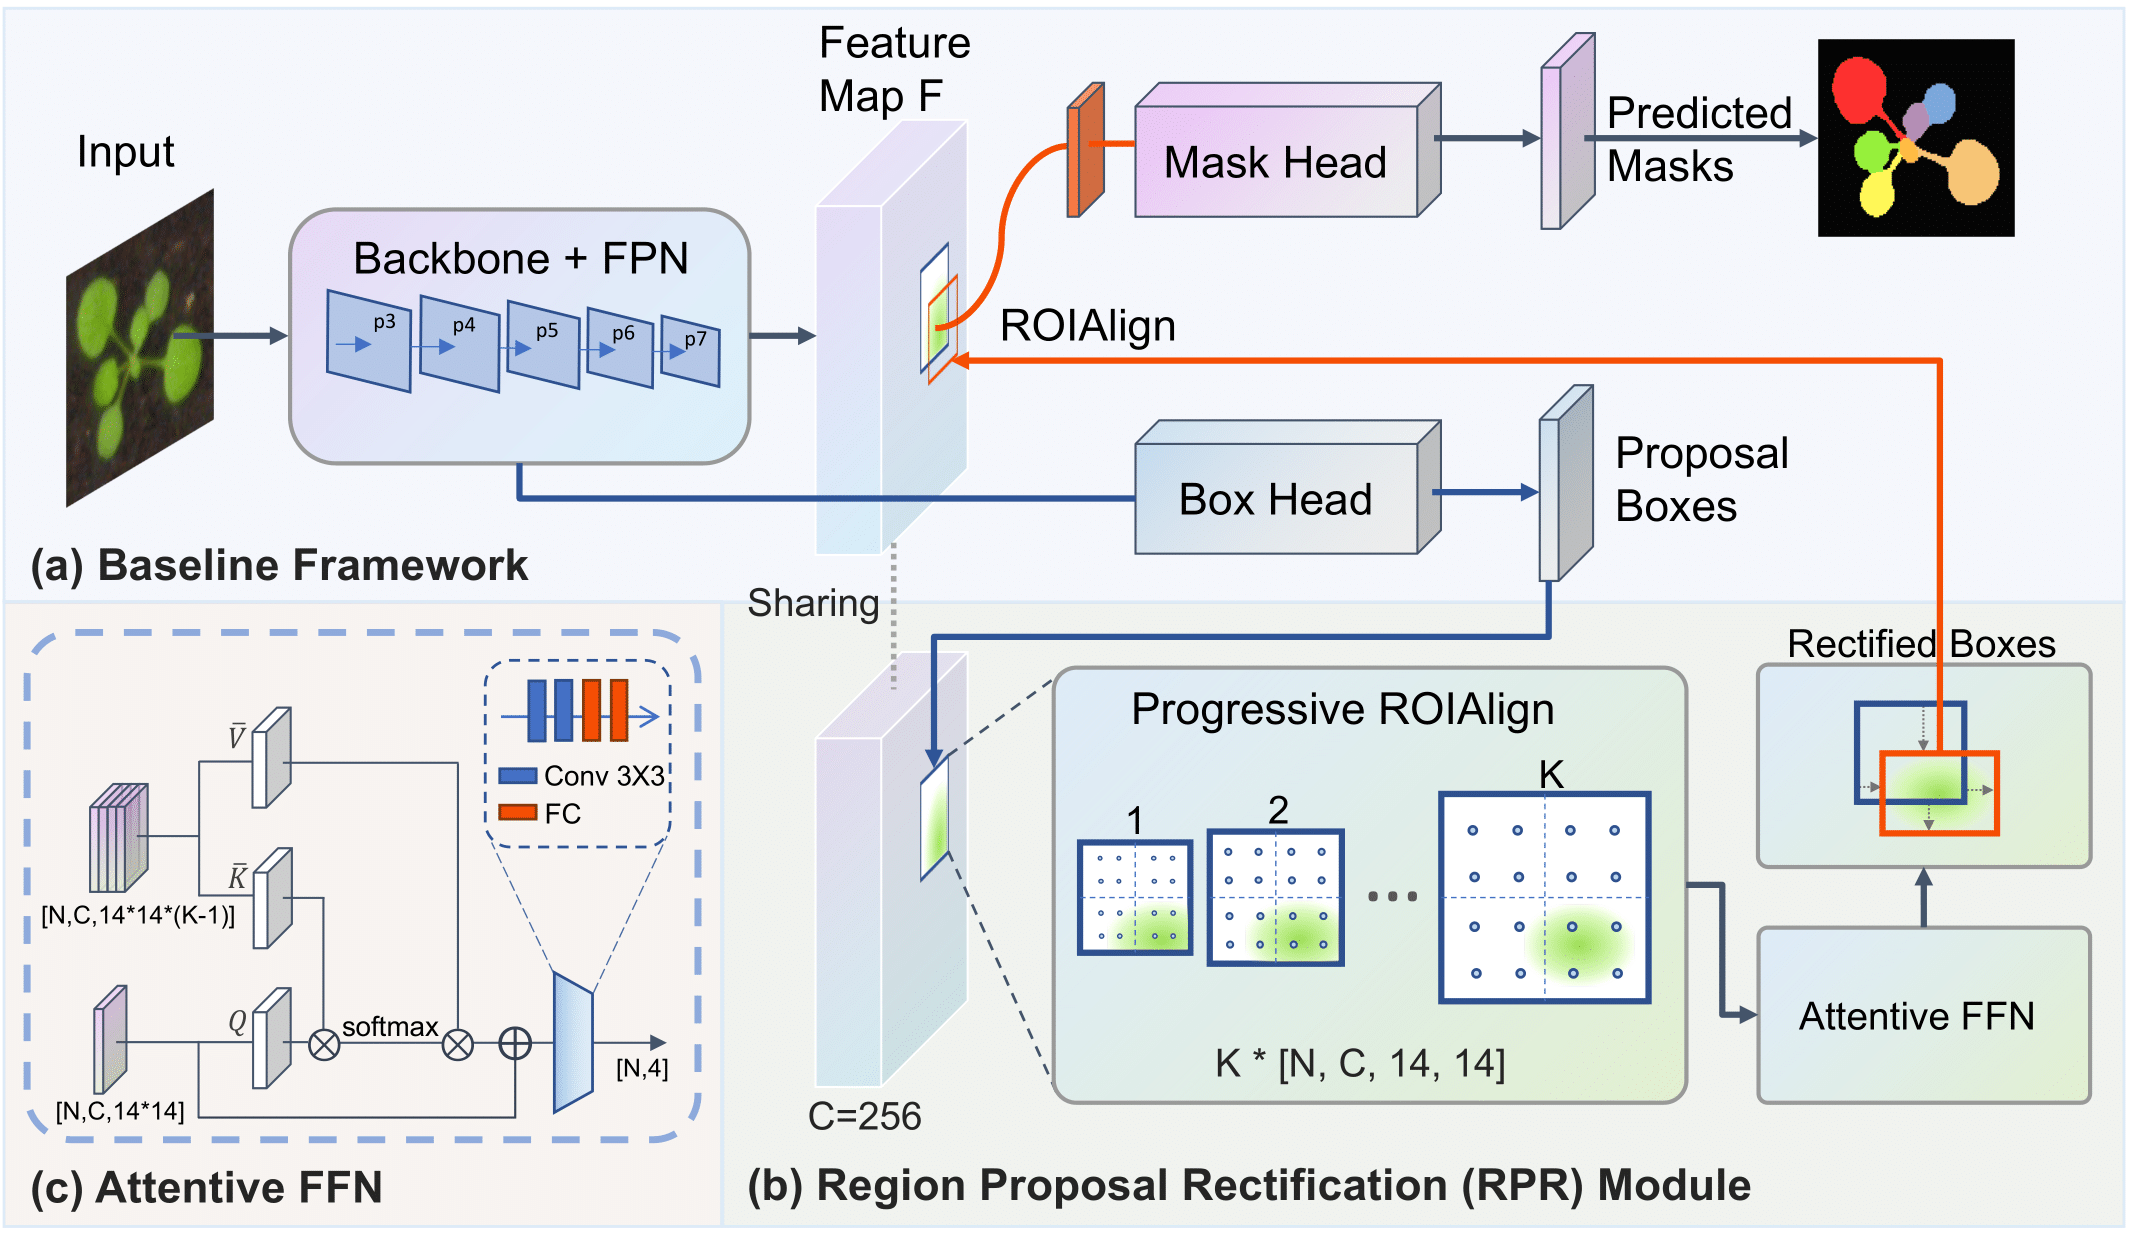 Input
Backbone + FPN
p3
p4
p5
p6
p7
Feature
Map F
Mask Head
Predicted
Masks
ROIAlign
Box Head
Proposal
Boxes
(a) Baseline Framework
Sharing
V̄
K̄
[N,C,14*14*(K-1)]
Q
softmax
[N,C,14*14]
Conv 3X3
FC
[N,4]
(c) Attentive FFN
C=256
Progressive ROIAlign
1
2
...
K
K * [N, C, 14, 14]
Rectified Boxes
Attentive FFN
(b) Region Proposal Rectification (RPR) Module